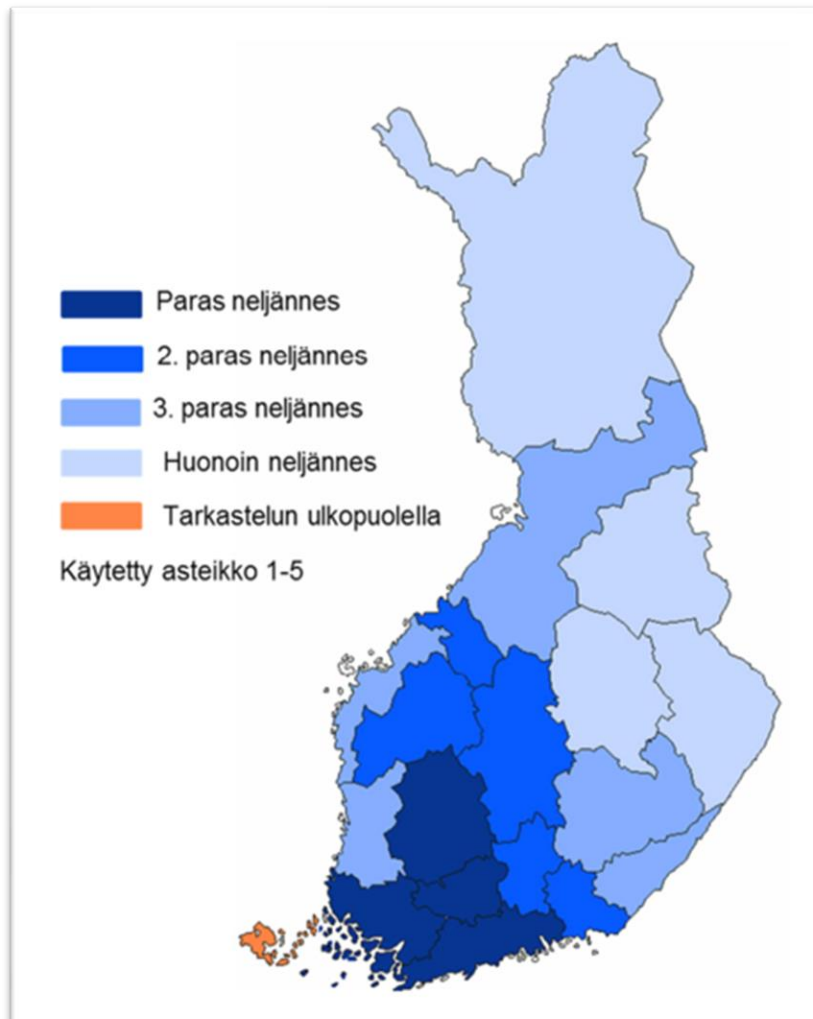 Paras neljännes
2. paras neljännes
3. paras neljännes
Huonoin neljännes
Tarkastelun ulkopuolella
Käytetty asteikko 1-5